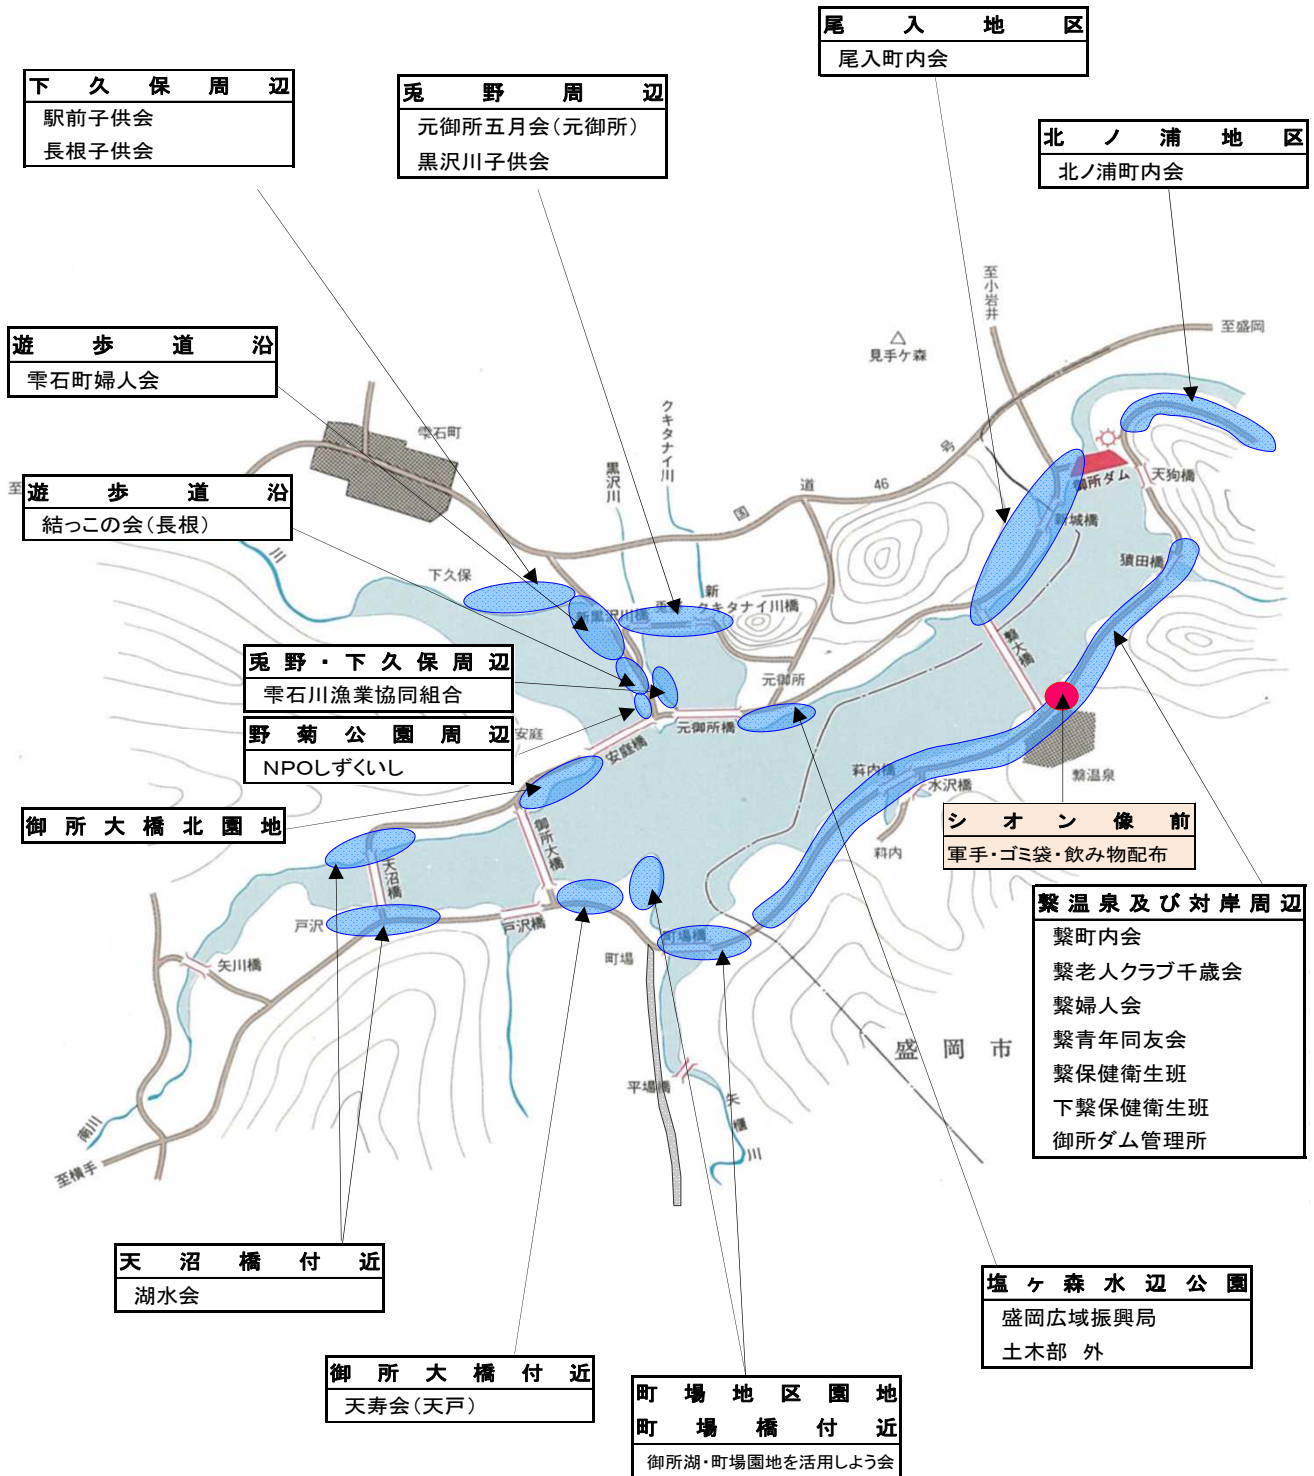 尾入地区
尾入町内会
下久保周辺
駅前子供会
長根子供会
兎野周辺
元御所五月会(元御所)
黒沢川子供会
北ノ浦地区
北ノ浦町内会
至小岩井
至盛岡
見手ケ森
遊歩道沿
雫石町婦人会
雫石町
クキタナイ川
黒沢川
国道46号
御所ダム
天狗橋
新城橋
猿田橋
至
遊歩道沿
結っこの会(長根)
川
下久保
新黒沢川橋
新
クキタナイ川橋
繋大橋
兎野・下久保周辺
雫石川漁業協同組合
元御所
野菊公園周辺
NPOしずくいし
安庭
安庭橋
元御所橋
萪内橋
水沢橋
繋温泉
萪内
御所大橋北園地
御所大橋
天沼橋
シオン像前
軍手・ゴミ袋・飲み物配布
戸沢
戸沢橋
矢川橋
町場
町場橋
繋温泉及び対岸周辺
繋町内会
繋老人クラブ千歳会
繋婦人会
繋青年同友会
繋保健衛生班
下繋保健衛生班
御所ダム管理所
盛岡市
平場橋
矢櫃川
南川
至横手
天沼橋付近
湖水会
塩ヶ森水辺公園
盛岡広域振興局
土木部 外
御所大橋付近
天寿会(天戸)
町場地区園地
町場橋付近
御所湖・町場園地を活用しよう会